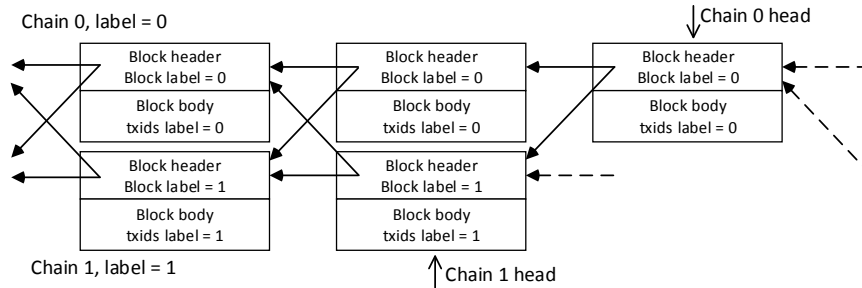 Chain 0, label = 0
Chain 0 head
Block header
Block label = 0
Block body
txids label = 0
Block header
Block label = 0
Block body
txids label = 0
Block header
Block label = 0
Block body
txids label = 0
Block header
Block label = 1
Block body
txids label = 1
Block header
Block label = 1
Block body
txids label = 1
Chain 1, label = 1
Chain 1 head